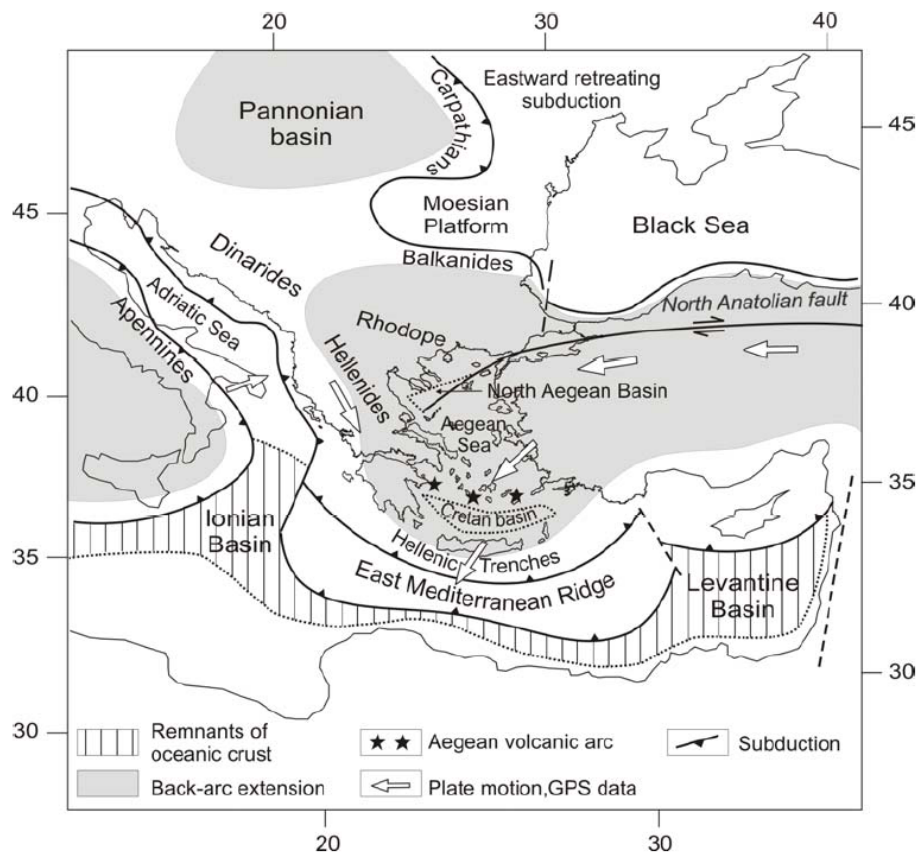 20
30
40
Pannonian
basin
Carpathians
Eastward retreating
subduction
45
45
Moesian
Platform
Black Sea
Dinarides
Balkanides
Adriatic Sea
Apennines
North Anatolian fault
40
Rhodope
Hellenides
40
North Aegean Basin
Aegean
Sea
35
Cretan basin
Ionian
Basin
Hellenic Trenches
35
East Mediterranean Ridge
Levantine
Basin
30
30
Remnants of
oceanic crust
Aegean volcanic arc
Subduction
Back-arc extension
Plate motion,GPS data
20
30